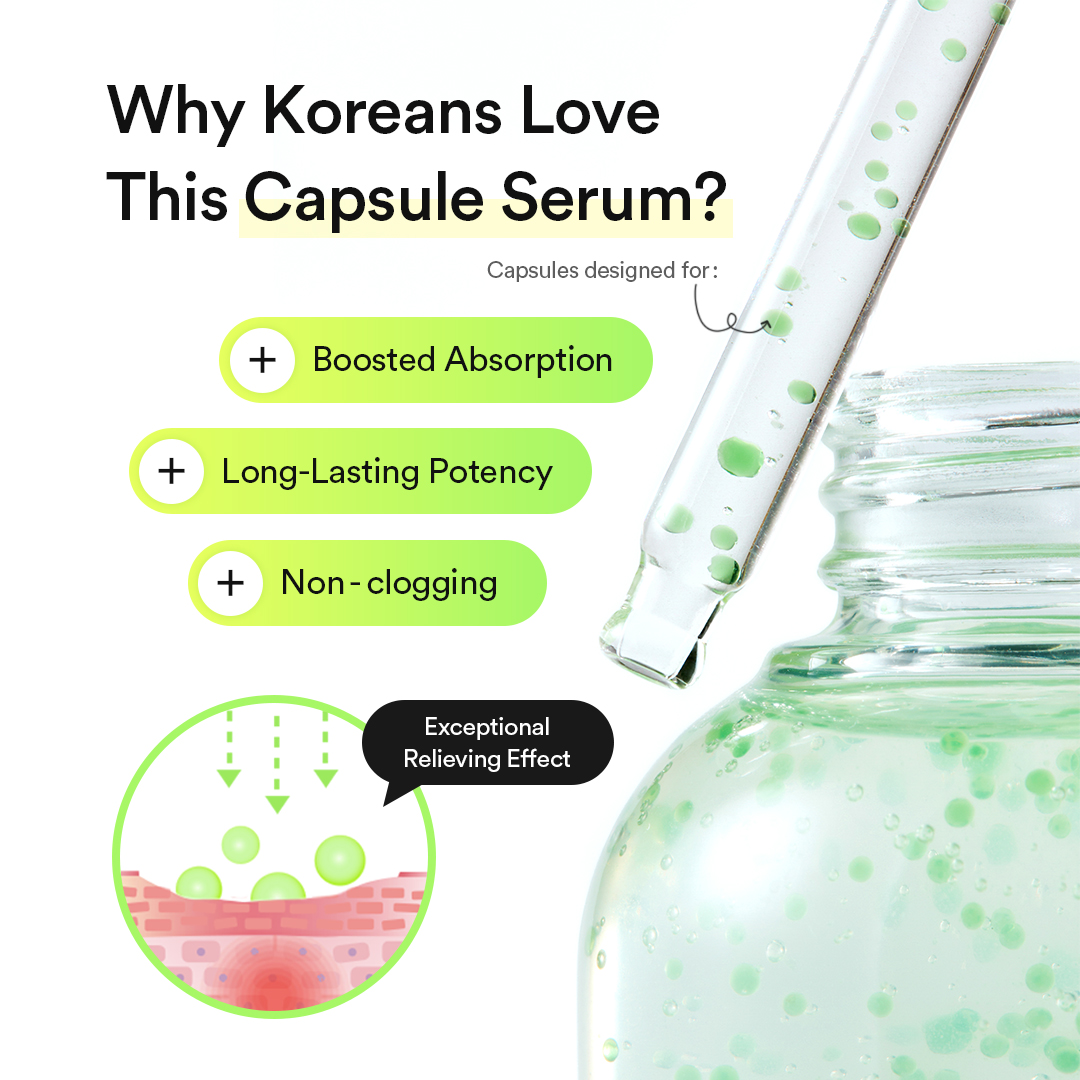 Why Koreans Love
This Capsule Serum?
Capsules designed for:
+ Boosted Absorption
+ Long-Lasting Potency
+ Non-clogging
Exceptional
Relieving Effect